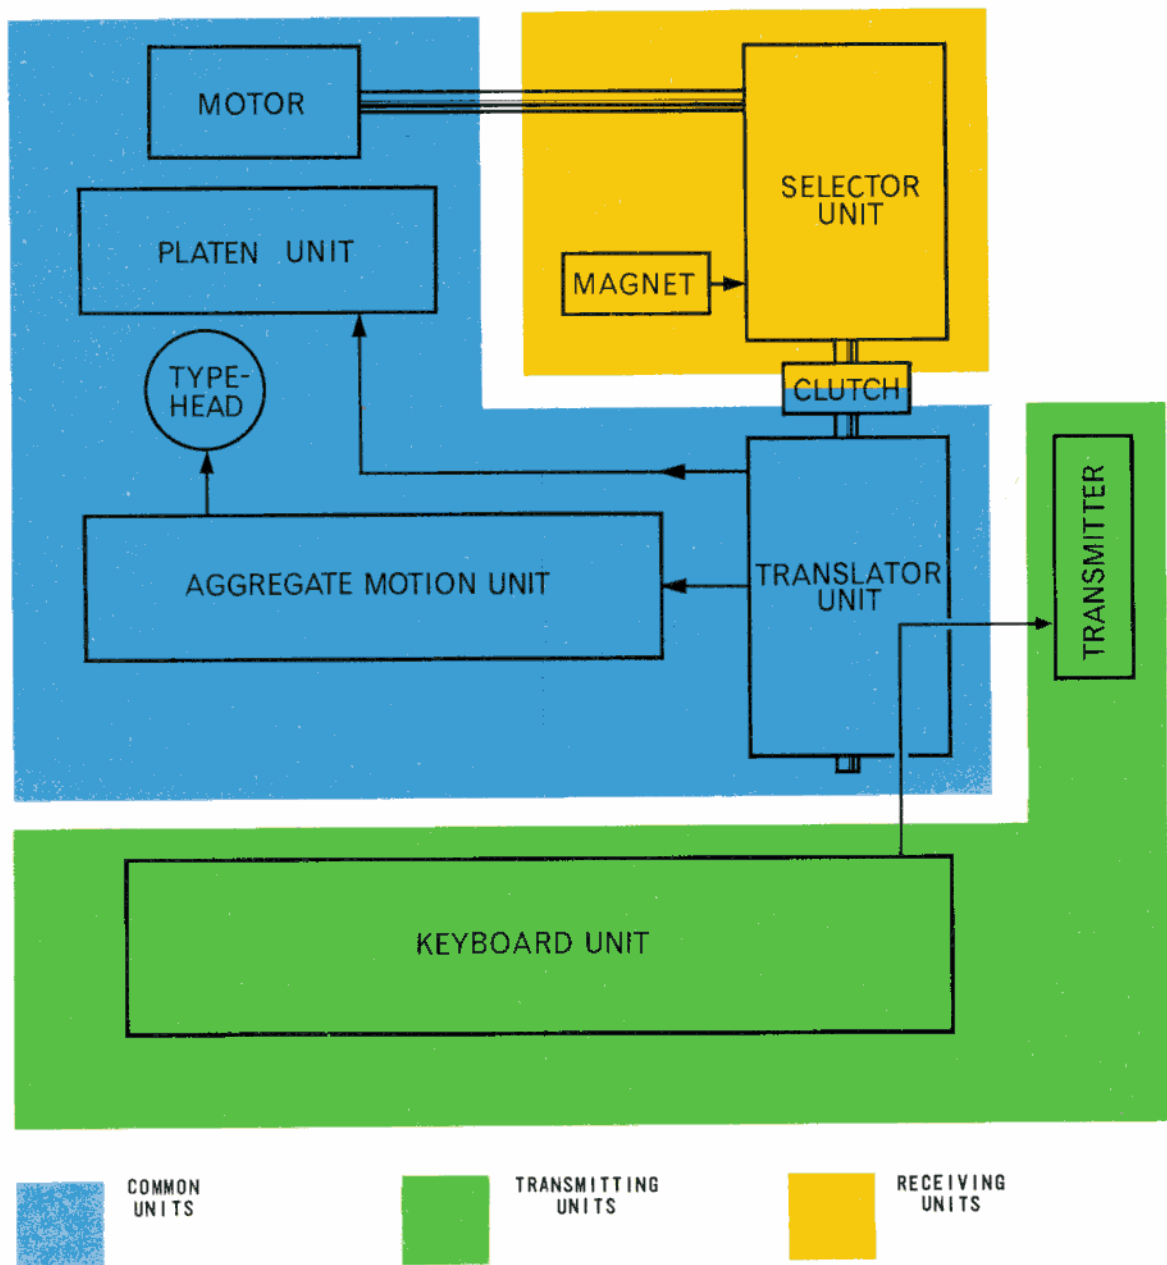 MOTOR
SELECTOR
UNIT
PLATEN UNIT
MAGNET
TYPE-
HEAD
CLUTCH
TRANSMITTER
AGGREGATE MOTION UNIT
TRANSLATOR
UNIT
KEYBOARD UNIT
COMMON
UNITS
TRANSMITTING
UNITS
RECEIVING
UNITS